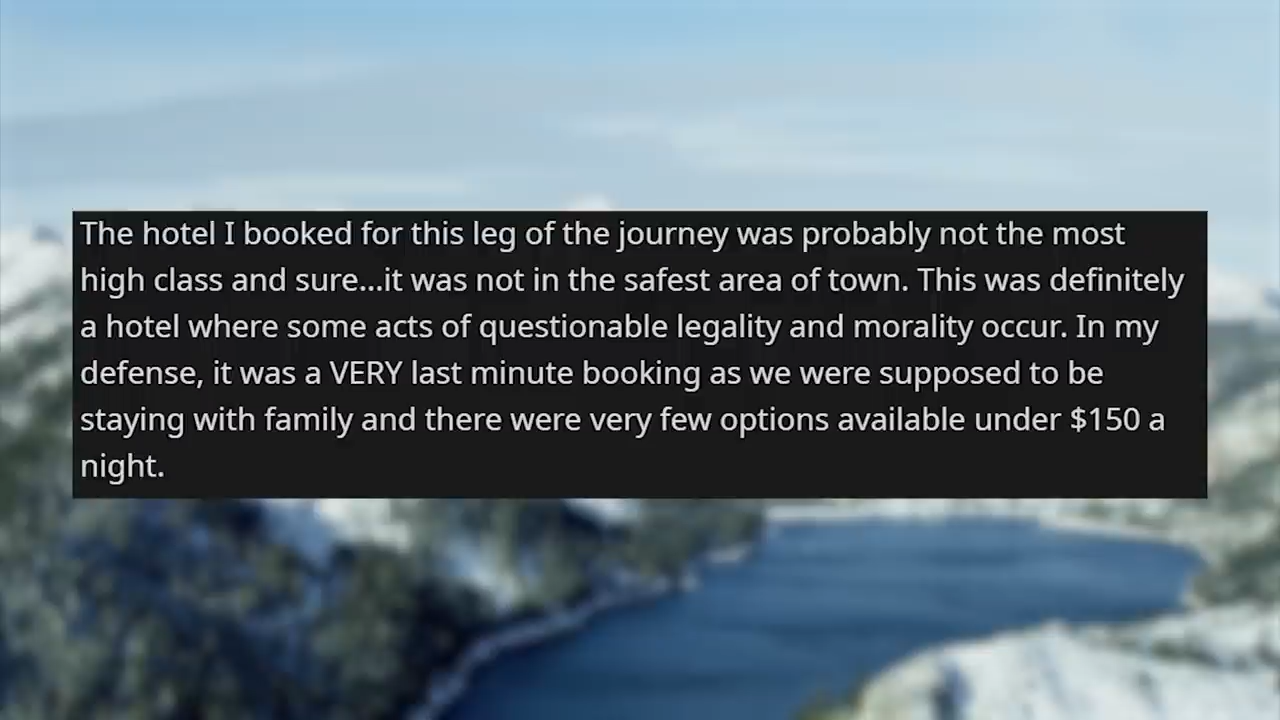 The hotel I booked for this leg of the journey was probably not the most
high class and sure...it was not in the safest area of town. This was definitely
a hotel where some acts of questionable legality and morality occur. In my
defense, it was a VERY last minute booking as we were supposed to be
staying with family and there were very few options available under $150 a
night.